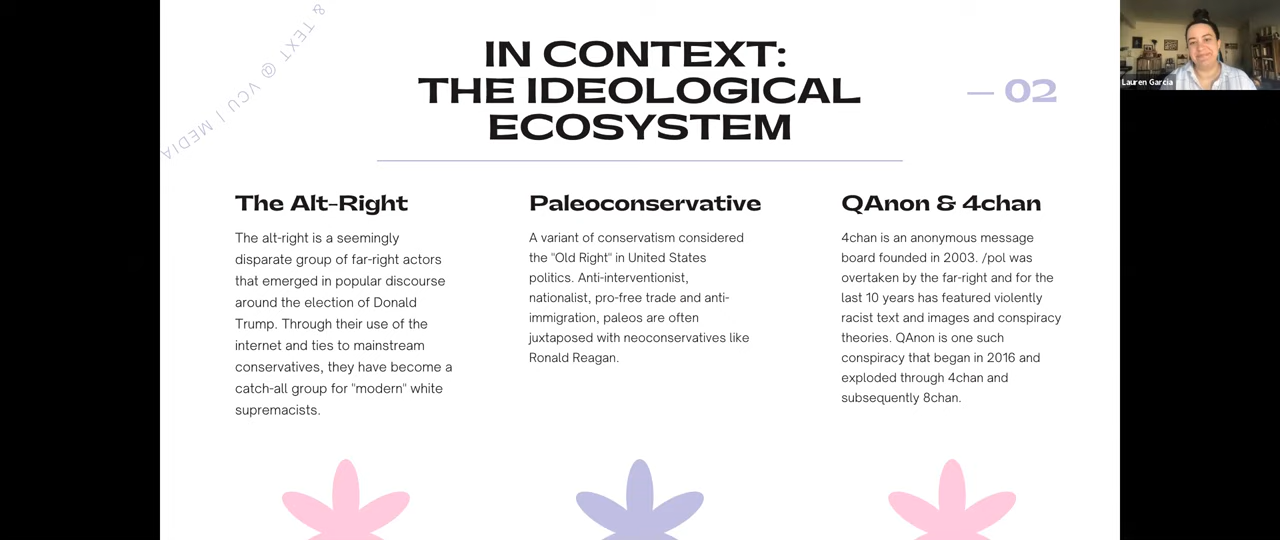 & TEXT @ VCU | MEDIA
IN CONTEXT:
THE IDEOLOGICAL
ECOSYSTEM
— 02
Lauren Garcia
The Alt-Right
The alt-right is a seemingly
disparate group of far-right actors
that emerged in popular discourse
around the election of Donald
Trump. Through their use of the
internet and ties to mainstream
conservatives, they have become a
catch-all group for "modern" white
supremacists.
Paleoconservative
A variant of conservatism considered
the "Old Right" in United States
politics. Anti-interventionist,
nationalist, pro-free trade and anti-
immigration, paleos are often
juxtaposed with neoconservatives like
Ronald Reagan.
QAnon & 4chan
4chan is an anonymous message
board founded in 2003. /pol was
overtaken by the far-right and for the
last 10 years has featured violently
racist text and images and conspiracy
theories. QAnon is one such
conspiracy that began in 2016 and
exploded through 4chan and
subsequently 8chan.